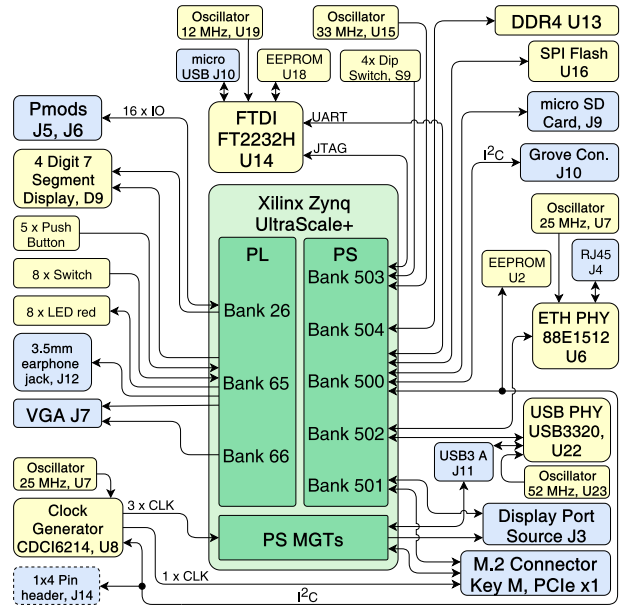 Oscillator
12 MHz, U19
Oscillator
33 MHz, U15
DDR4 U13
micro
USB J10
EEPROM
U18
4x Dip
Switch, S9
SPI Flash
U16
Pmods
J5, J6
16 x IO
FTDI
FT2232H
U14
UART
JTAG
micro SD
Card, J9
I²C
Grove Con.
J10
4 Digit 7
Segment
Display, D9
Xilinx Zynq
UltraScale+
Oscillator
25 MHz, U7
5 x Push
Button
PL
PS
EEPROM
U2
RJ45
J4
8 x Switch
Bank 503
8 x LED red
Bank 26
Bank 504
ETH PHY
88E1512
U6
3.5mm
earphone
jack, J12
Bank 65
Bank 500
VGA J7
Bank 66
Bank 502
USB PHY
USB3320,
U22
USB3 A
J11
Oscillator
25 MHz, U7
Bank 501
Oscillator
52 MHz, U23
Clock
Generator
CDCI6214, U8
3 x CLK
PS MGTs
Display Port
Source J3
1 x CLK
M.2 Connector
Key M, PCIe x1
1x4 Pin
header, J14
I²C